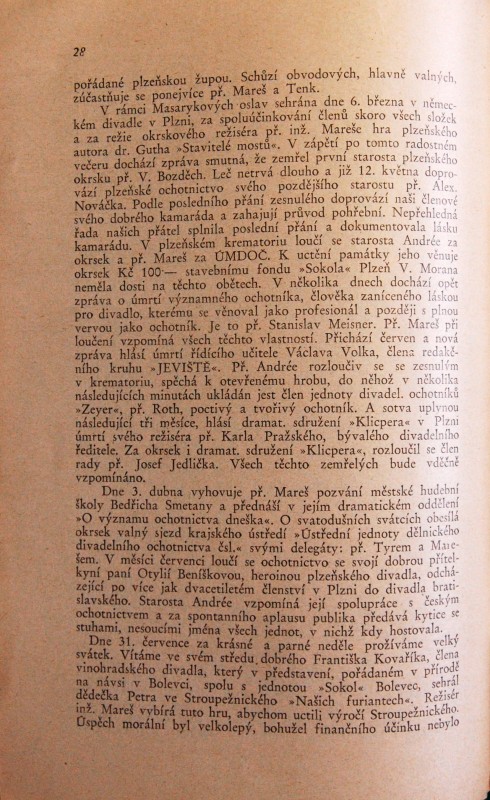 28
pořádané plzeňskou župou. Schůzí obvodových, hlavně valných,
zúčastňuje se ponejvíce př. Mareš a Tenk.
V rámci Masarykových oslav sehrána dne 6. března v němec-
kém divadle v Plzni, za spoluúčinkování členů skoro všech složek
a za režie okrskového režiséra př. inž. Mareše hra plzeňského
autora dr. Gutha »Stavitelé mostů«. V zápětí po tomto radostném
večeru dochází zpráva smutná, že zemřel první starosta plzeňského
okrsku př. V. Bozděch. Leč netrvá dlouho a již 12. května dopro-
vází plzeňské ochotnictvo svého pozdějšího starostu př. Alex.
Nováčka. Podle posledního přání zesnulého doprovází naši členové
svého dobrého kamaráda a zahajují průvod pohřební. Nepřehledná
řada našich přátel splnila poslední přání a dokumentovala lásku
kamarádu. V plzeňském krematoriu loučí se starosta Andrée za
okrsek a př. Mareš za ÚMDOČ. K uctění památky jeho věnuje
okrsek Kč 100·— stavebnímu fondu »Sokola« Plzeň V. Morana
neměla dosti na těchto obětech. V několika dnech dochází opět
zpráva o úmrtí významného ochotníka, člověka zaníceného láskou
pro divadlo, kterému se věnoval jako profesionál a později s plnou
vervou jako ochotník. Je to př. Stanislav Meisner. Př. Mareš při
loučení vzpomíná všech těchto vlastností. Přichází červen a nová
zpráva hlásí úmrtí řídícího učitele Václava Volka, člena redakč-
ního kruhu »JEVIŠTĚ«. Př. Andrée rozloučiv se se zesnulým
v krematoriu, spěchá k otevřenému hrobu, do něhož v několika
následujících minutách ukládán jest člen jednoty divadel. ochotníků
»Zeyer«, př. Roth, poctivý a tvořivý ochotník. A sotva uplynou
následující tři měsíce, hlásí dramat. sdružení »Klicpera« v Plzni
úmrtí svého režiséra př. Karla Pražského, bývalého divadelního
ředitele. Za okrsek i dramat. sdružení »Klicpera«, rozloučil se člen
rady př. Josef Jedlička. Všech těchto zemřelých bude vděčně
vzpomínáno.
Dne 3. dubna vyhovuje př. Mareš pozvání městské hudební
školy Bedřicha Smetany a přednáší v jejím dramatickém oddělení
»O významu ochotnictva dneška«. O svatodušních svátcích obesílá
okrsek valný sjezd krajského ústředí »Ústřední jednoty dělnického
divadelního ochotnictva čsl.« svými delegáty: př. Tyrem a Mare-
šem. V měsíci červenci loučí se ochotnictvo se svojí dobrou přítel-
kyní paní Otylií Beníškovou, heroinou plzeňského divadla, odchá-
zející po více jak dvacetiletém členství v Plzni do divadla brati-
slavského. Starosta Andrée vzpomíná její spolupráce s českým
ochotnictvem a za spontanního aplausu publika předává kytice se
stuhami, nesoucími jména všech jednot, v nichž kdy hostovala.
Dne 31. července za krásné a parné neděle prožíváme velký
svátek. Vítáme ve svém středu dobrého Františka Kovaříka, člena
vinohradského divadla, který v představení, pořádaném v přírodě
na návsi v Bolevci, spolu s jednotou »Sokol« Bolevec, sehrál
dědečka Petra ve Stroupežnického »Našich furiantech«. Režisér
inž. Mareš vybírá tuto hru, abychom uctili výročí Stroupežnického.
Úspěch morální byl velkolepý, bohužel finančního účinku nebylo